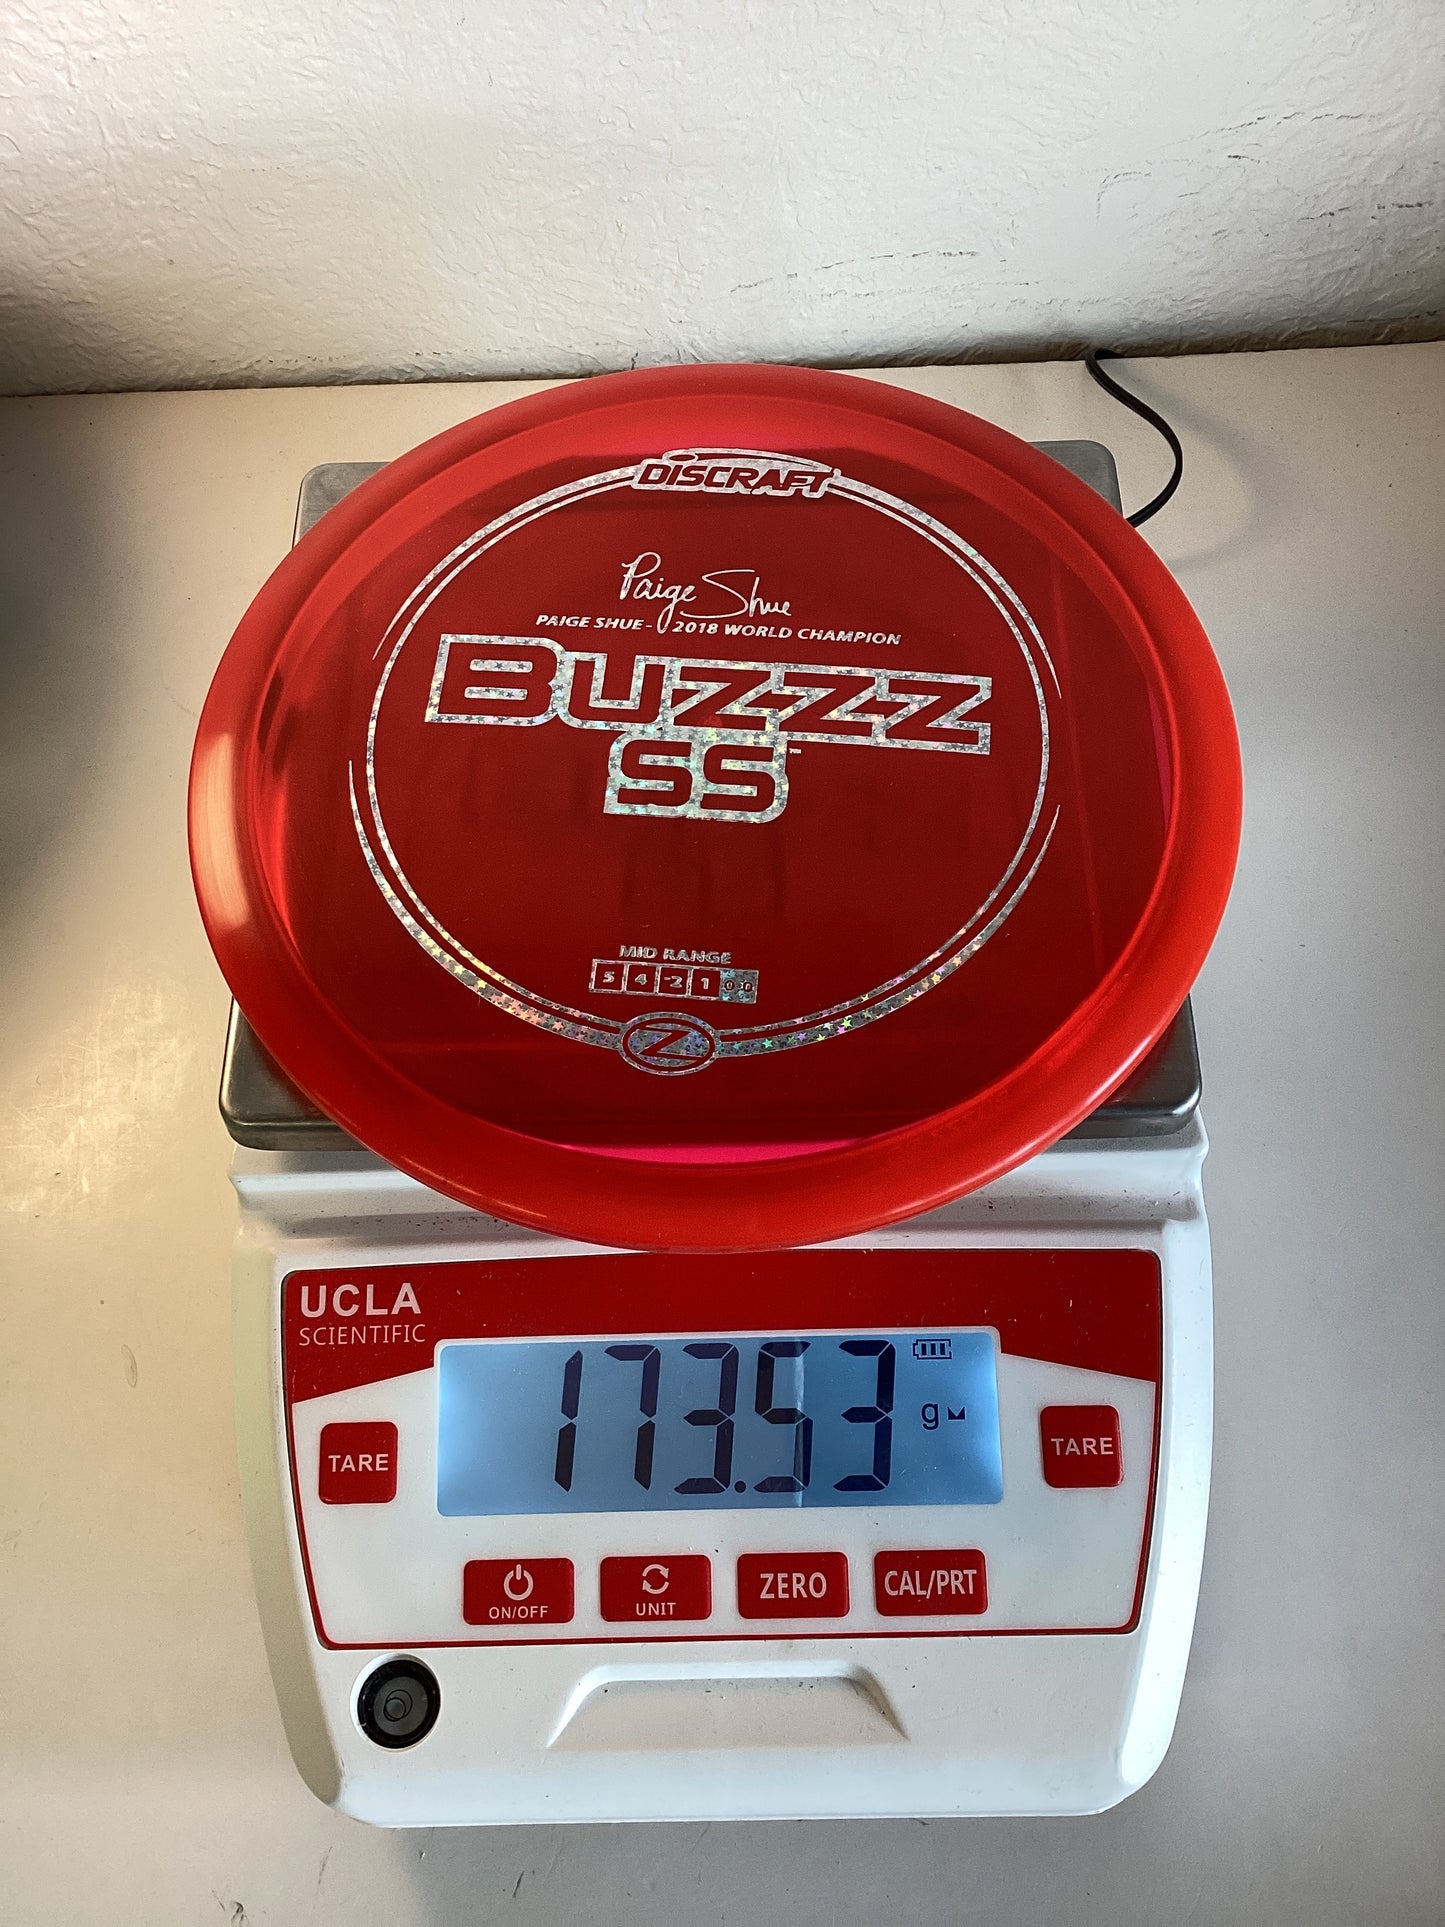 DISCRAFT
Paige Shue
PAIGE SHUE - 2018 WORLD CHAMPION
BUZZZ
SS™
MID RANGE
5 4 -2 1
Z
UCLA
SCIENTIFIC
173.53 g
TARE
TARE
ON/OFF
UNIT
ZERO
CAL/PRT